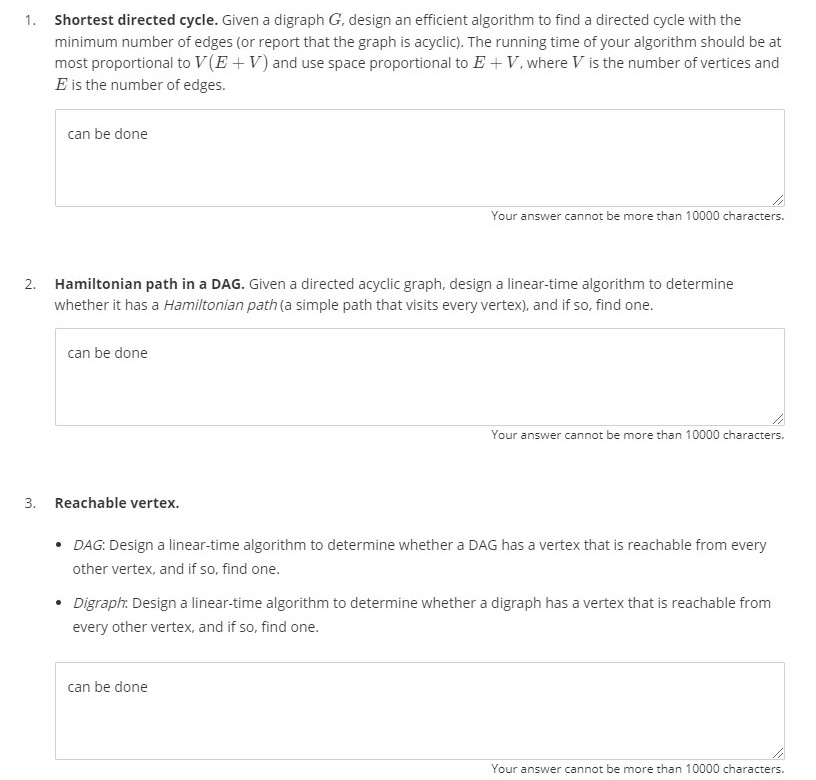 1. Shortest directed cycle. Given a digraph G, design an efficient algorithm to find a directed cycle with the
minimum number of edges (or report that the graph is acyclic). The running time of your algorithm should be at
most proportional to V(E + V) and use space proportional to E + V, where V is the number of vertices and
E is the number of edges.
can be done
Your answer cannot be more than 10000 characters.
2. Hamiltonian path in a DAG. Given a directed acyclic graph, design a linear-time algorithm to determine
whether it has a Hamiltonian path (a simple path that visits every vertex), and if so, find one.
can be done
Your answer cannot be more than 10000 characters.
3. Reachable vertex.
• DAG: Design a linear-time algorithm to determine whether a DAG has a vertex that is reachable from every
other vertex, and if so, find one.
• Digraph: Design a linear-time algorithm to determine whether a digraph has a vertex that is reachable from
every other vertex, and if so, find one.
can be done
Your answer cannot be more than 10000 characters.